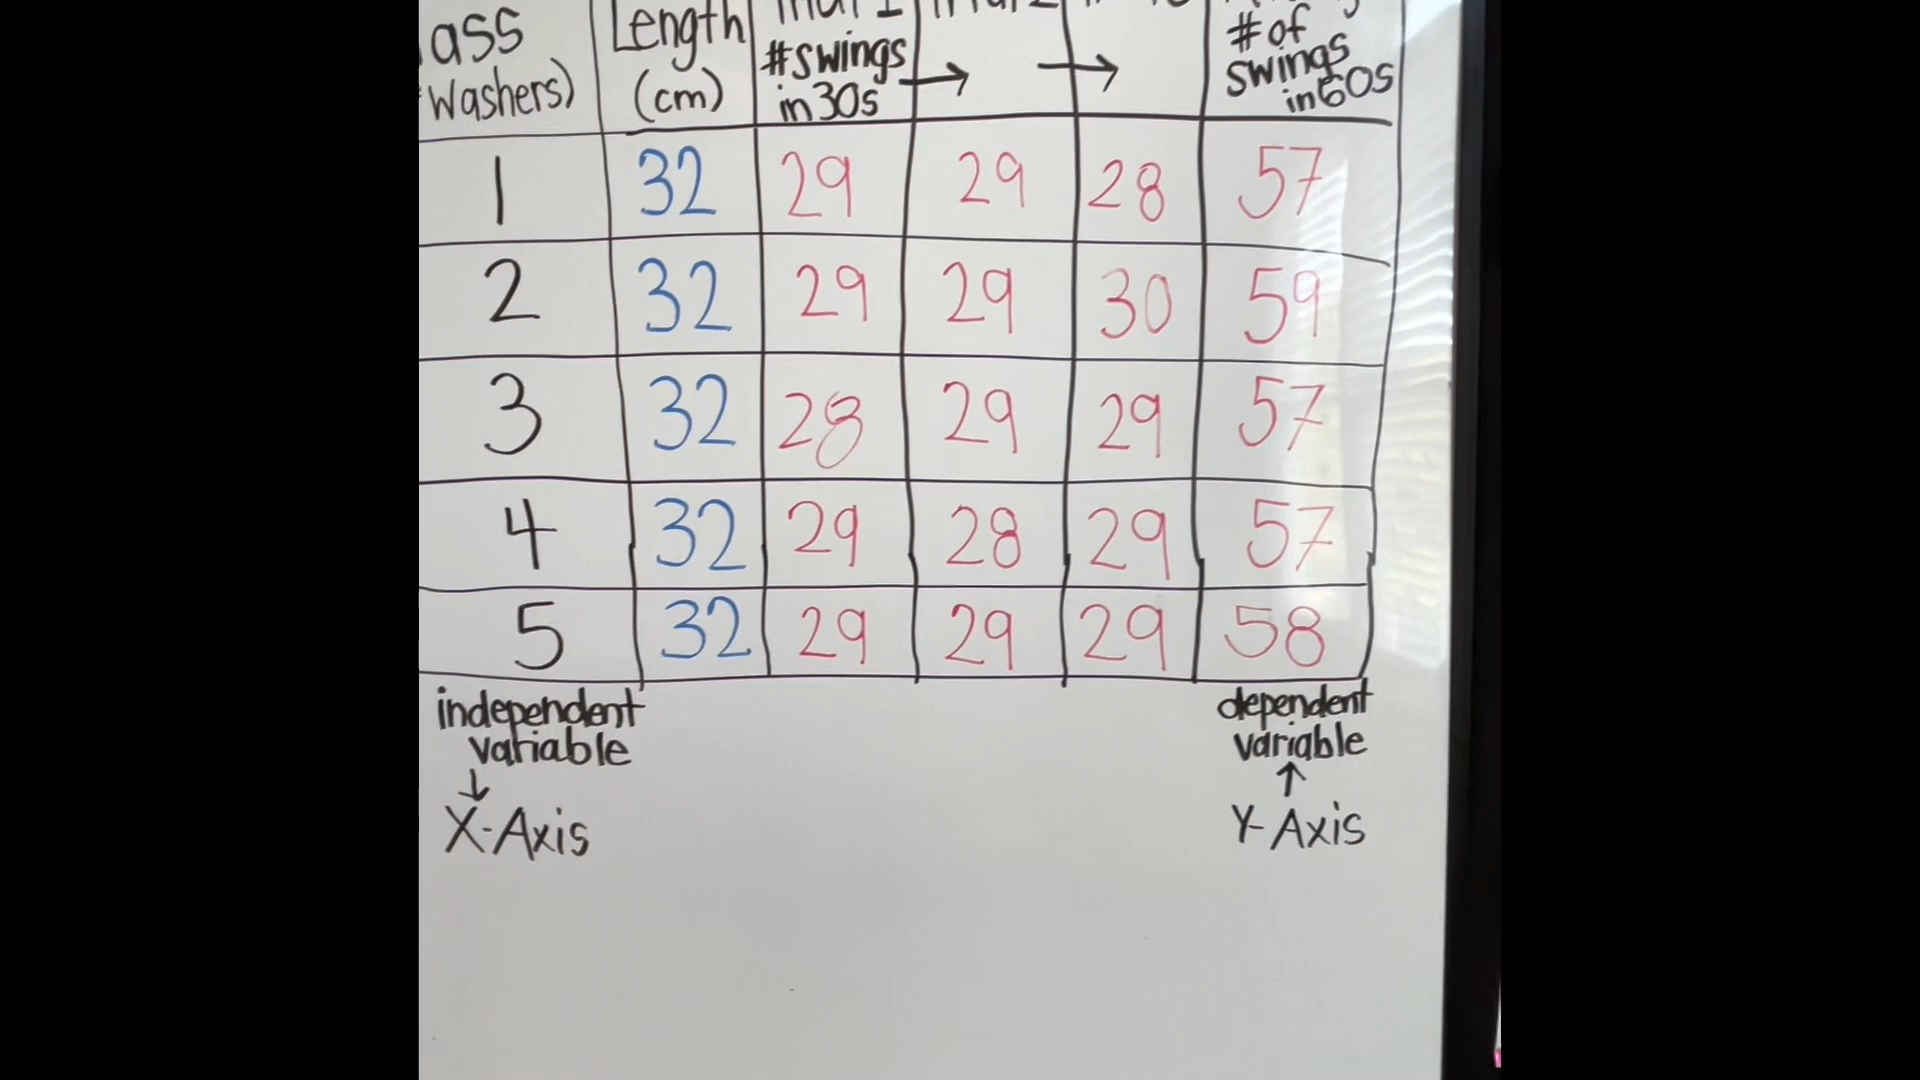 Length
#swings
in 30s
# of
swings
in 60s
Washers)
(cm)
→
→
1 32 29 29 28 57
2 32 29 29 30 59
3 32 28 29 29 57
4 32 29 28 29 57
5 32 29 29 29 58
independent
variable
↓
X-Axis
dependent
variable
↑
Y-Axis